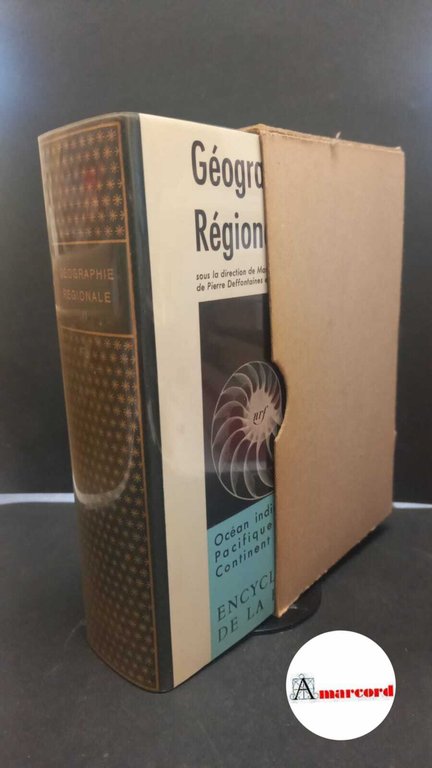 GÉOGRAPHIE
RÉGIONALE
Géogra
Région
sous la direction de Ma
de Pierre Deffontaines
nrf
Océan indi
Pacifique
Continent
ENCYCL
DE LA
Amarcord